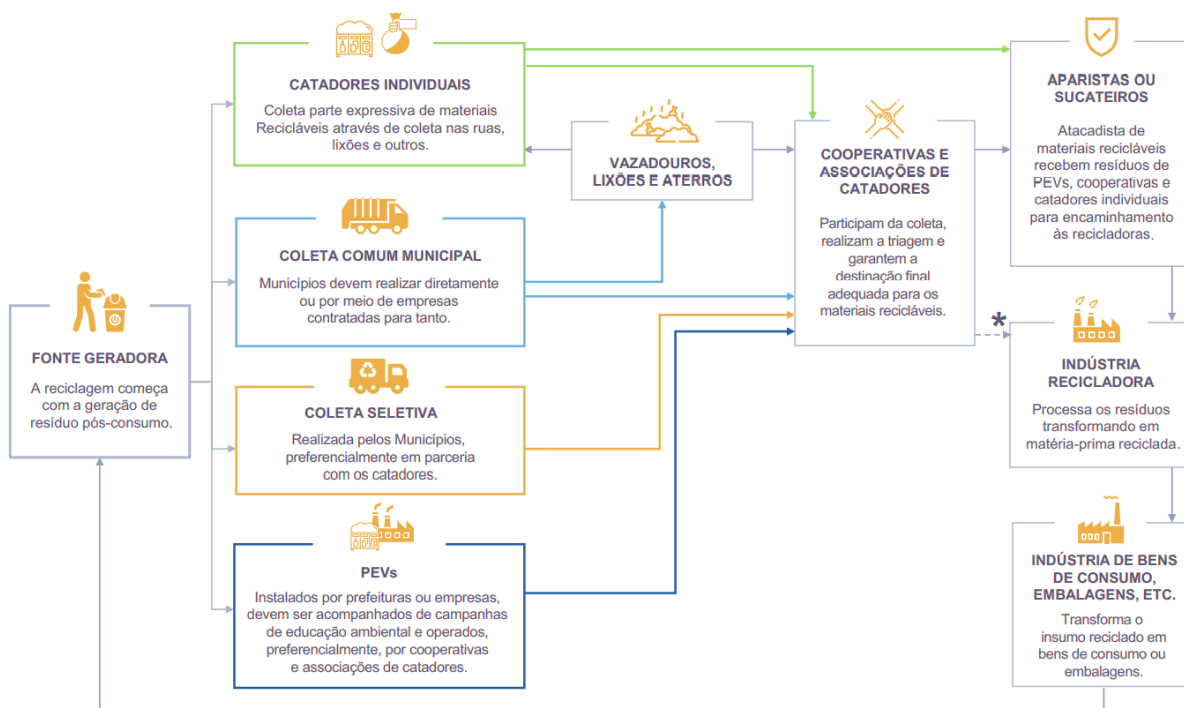 FONTE GERADORA
A reciclagem começa
com a geração de
resíduo pós-consumo.
CATADORES INDIVIDUAIS
Coleta parte expressiva de materiais
Recicláveis através de coleta nas ruas,
lixões e outros.
COLETA COMUM MUNICIPAL
Municípios devem realizar diretamente
ou por meio de empresas
contratadas para tanto.
COLETA SELETIVA
Realizada pelos Municípios,
preferencialmente em parceria
com os catadores.
PEVs
Instalados por prefeituras ou empresas,
devem ser acompanhados de campanhas
de educação ambiental e operados,
preferencialmente, por cooperativas
e associações de catadores.
VAZADOUROS,
LIXÕES E ATERROS
COOPERATIVAS E
ASSOCIAÇÕES DE
CATADORES
Participam da coleta,
realizam a triagem e
garantem a
destinação final
adequada para os
materiais recicláveis.
*
APARISTAS OU
SUCATEIROS
Atacadista de
materiais recicláveis
recebem resíduos de
PEVs, cooperativas e
catadores individuais
para encaminhamento
às recicladoras.
INDÚSTRIA
RECICLADORA
Processa os resíduos
transformando em
matéria-prima reciclada.
INDÚSTRIA DE BENS
DE CONSUMO,
EMBALAGENS, ETC.
Transforma o
insumo reciclado em
bens de consumo ou
embalagens.